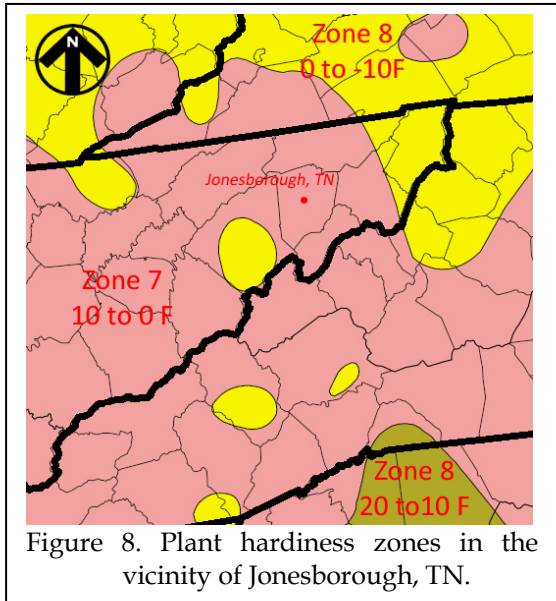 N
Zone 8
0 to -10F
Jonesborough, TN
Zone 7
10 to 0 F
Zone 8
20 to10 F
Figure 8. Plant hardiness zones in the
vicinity of Jonesborough, TN.